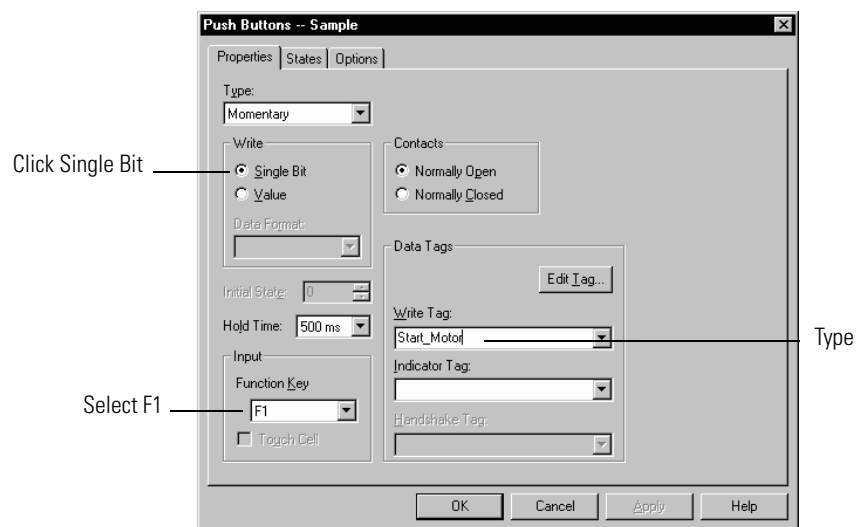 Push Buttons -- Sample
Properties States Options
Type:
Momentary
Write
Single Bit
Value
Data Format:
Contacts
Normally Open
Normally Closed
Initial State: 0
Hold Time: 500 ms
Input
Function Key
F1
Touch Cell
Data Tags
Edit Tag...
Write Tag:
Start_Motor
Indicator Tag:
Handshake Tag:
OK Cancel Apply Help
Click Single Bit
Select F1
Type